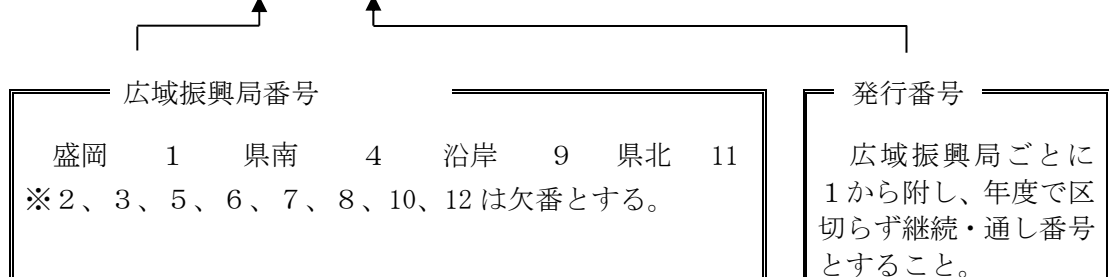 広域振興局番号
盛岡 1 県南 4 沿岸 9 県北 11
※2、3、5、6、7、8、10、12は欠番とする。
発行番号
広域振興局ごとに
1から附し、年度で区
切らず継続・通し番号
とすること。